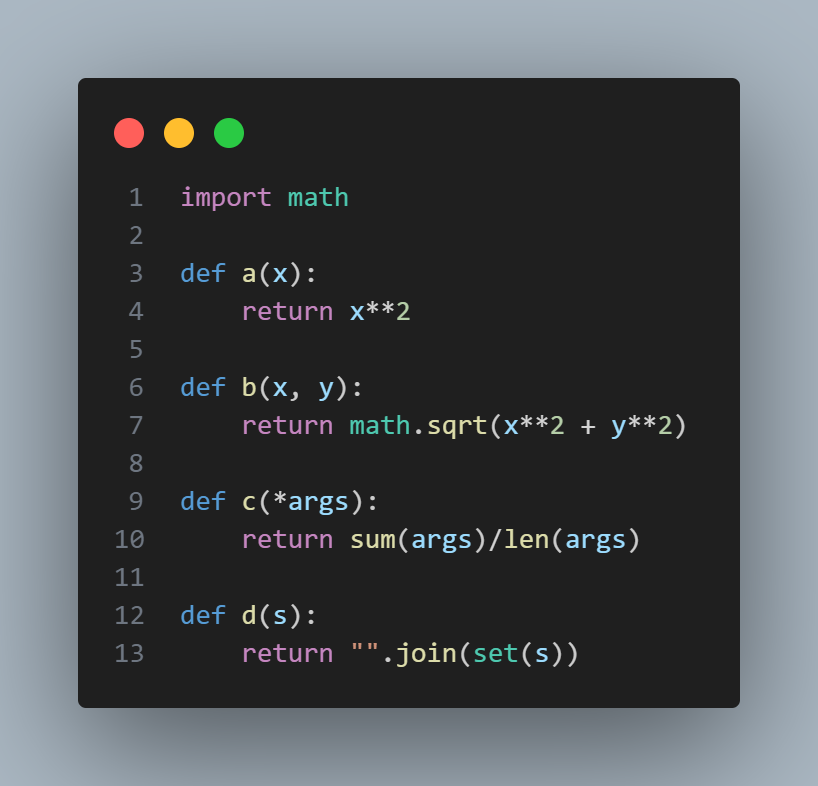 1 import math
2
3 def a(x):
4     return x**2
5
6 def b(x, y):
7     return math.sqrt(x**2 + y**2)
8
9 def c(*args):
10     return sum(args)/len(args)
11
12 def d(s):
13     return "".join(set(s))